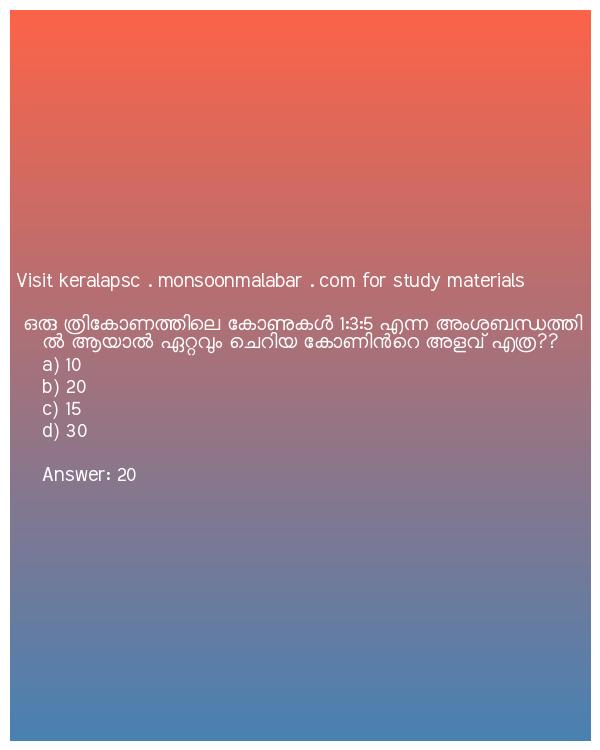 Visit keralapsc . monsoonmalabar . com for study materials
ഒരു ത്രികോണത്തിലെ കോണുകൾ 1:3:5 എന്ന അംശബന്ധത്തി
ൽ ആയാൽ ഏറ്റവും ചെറിയ കോണിൻറെ അളവ് എത്ര??
a) 10
b) 20
c) 15
d) 30
Answer: 20